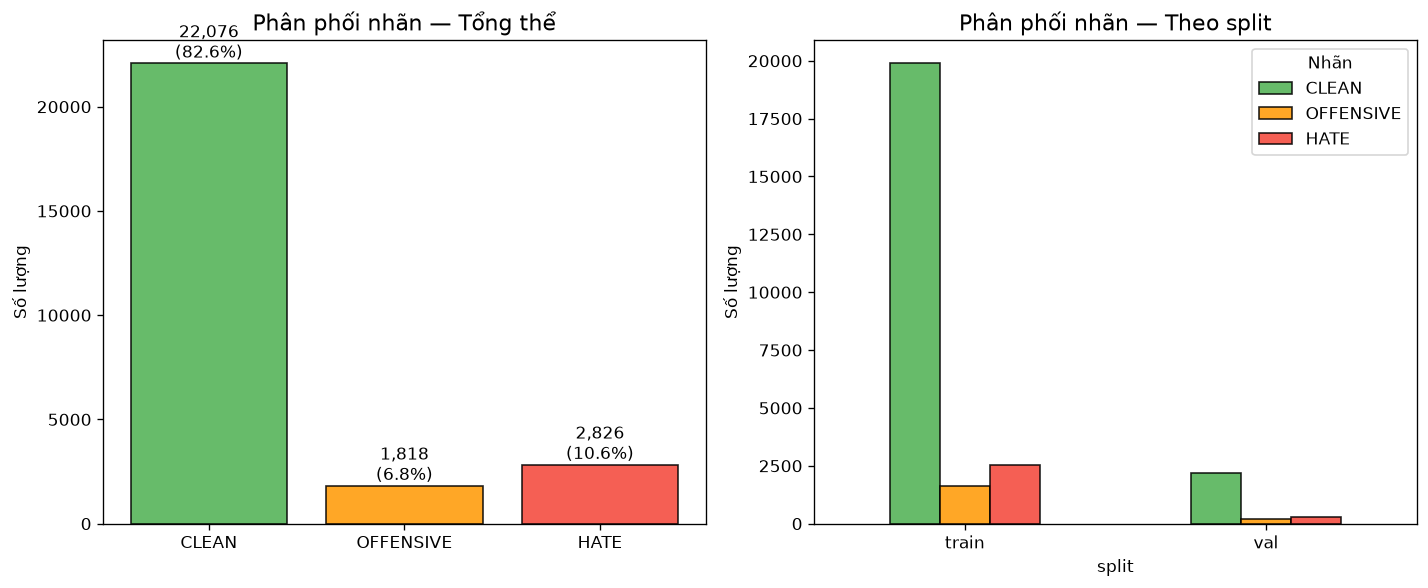 Phân phối nhãn — Tổng thể
22,076
(82.6%)
1,818
(6.8%)
2,826
(10.6%)
Số lượng
20000
15000
10000
5000
0
CLEAN
OFFENSIVE
HATE
Phân phối nhãn — Theo split
Nhãn
CLEAN
OFFENSIVE
HATE
Số lượng
20000
17500
15000
12500
10000
7500
5000
2500
0
train
val
split